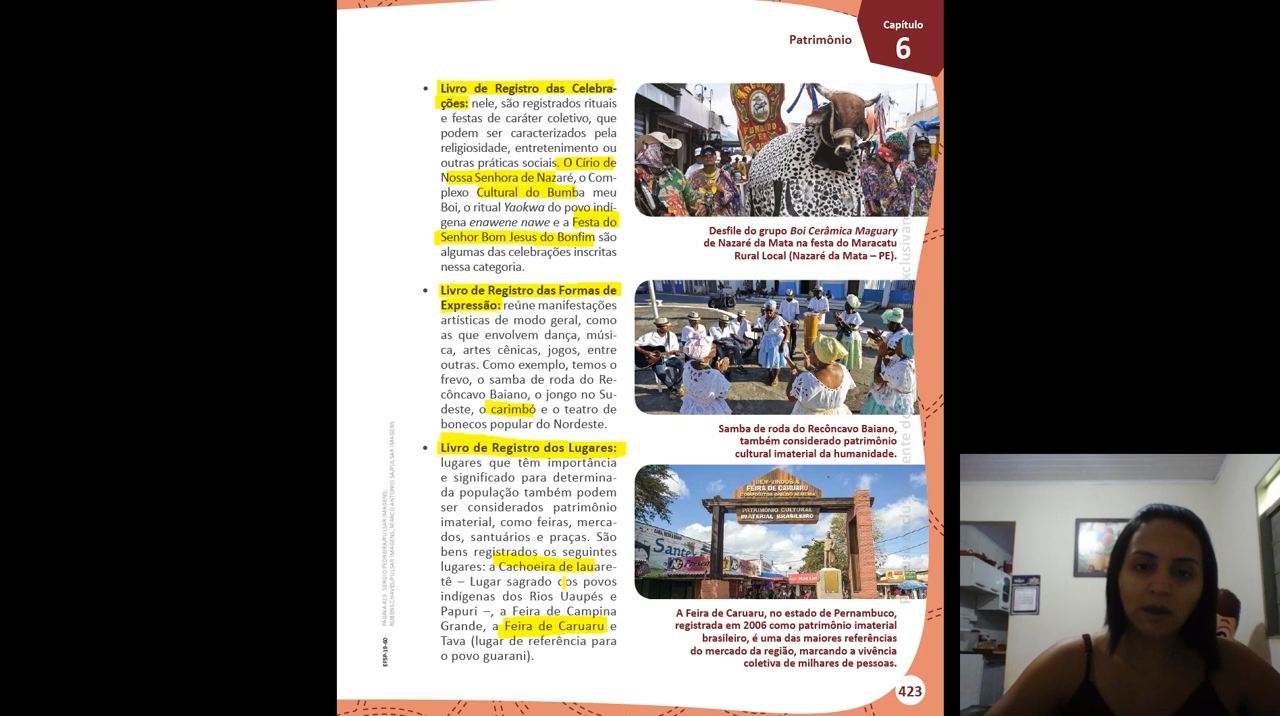 Capítulo
6
Patrimônio
• Livro de Registro das Celebra-
ções: nele, são registrados rituais
e festas de caráter coletivo, que
podem ser caracterizados pela
religiosidade, entretenimento ou
outras práticas sociais. O Círio de
Nossa Senhora de Nazaré, o Com-
plexo Cultural do Bumba meu
Boi, o ritual Yaokwa do povo indí-
gena enawene nawe e a Festa do
Senhor Bom Jesus do Bonfim são
algumas das celebrações inscritas
nessa categoria.
• Livro de Registro das Formas de
Expressão: reúne manifestações
artísticas de modo geral, como
as que envolvem dança, músi-
ca, artes cênicas, jogos, entre
outras. Como exemplo, temos o
frevo, o samba de roda do Re-
côncavo Baiano, o jongo no Su-
deste, o carimbó e o teatro de
bonecos popular do Nordeste.
• Livro de Registro dos Lugares:
lugares que têm importância
e significado para determina-
da população também podem
ser considerados patrimônio
imaterial, como feiras, merca-
dos, santuários e praças. São
bens registrados os seguintes
lugares: a Cachoeira de Iauare-
tê – Lugar sagrado dos povos
indígenas dos Rios Uaupés e
Papuri –, a Feira de Campina
Grande, a Feira de Caruaru e
Tava (lugar de referência para
o povo guarani).
Desfile do grupo Boi Cerâmica Maguary
de Nazaré da Mata na festa do Maracatu
Rural Local (Nazaré da Mata – PE).
Samba de roda do Recôncavo Baiano,
também considerado patrimônio
cultural imaterial da humanidade.
BEM-VINDOS A
FEIRA DE CARUARU
PATRIMÔNIO CULTURAL
IMATERIAL BRASILEIRO
A Feira de Caruaru, no estado de Pernambuco,
registrada em 2006 como patrimônio imaterial
brasileiro, é uma das maiores referências
do mercado da região, marcando a vivência
coletiva de milhares de pessoas.
EF5P-19-40
423